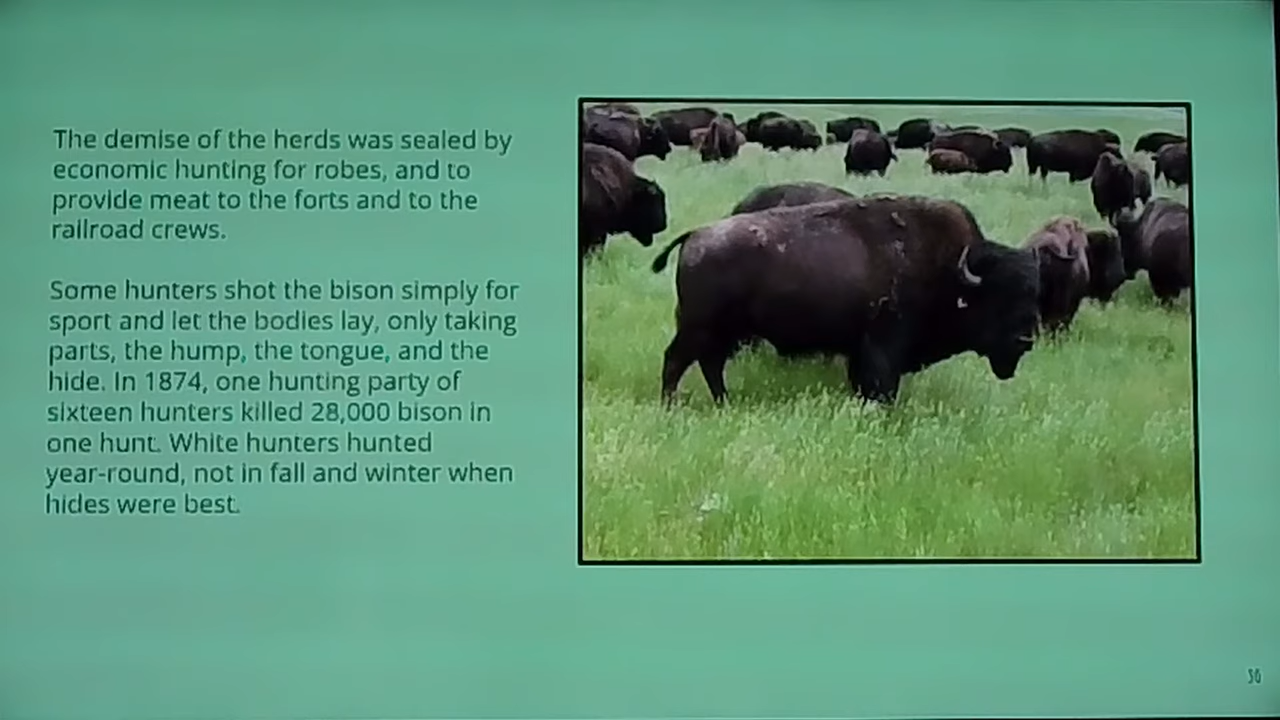 The demise of the herds was sealed by
economic hunting for robes, and to
provide meat to the forts and to the
railroad crews.
Some hunters shot the bison simply for
sport and let the bodies lay, only taking
parts, the hump, the tongue, and the
hide. In 1874, one hunting party of
sixteen hunters killed 28,000 bison in
one hunt. White hunters hunted
year-round, not in fall and winter when
hides were best.